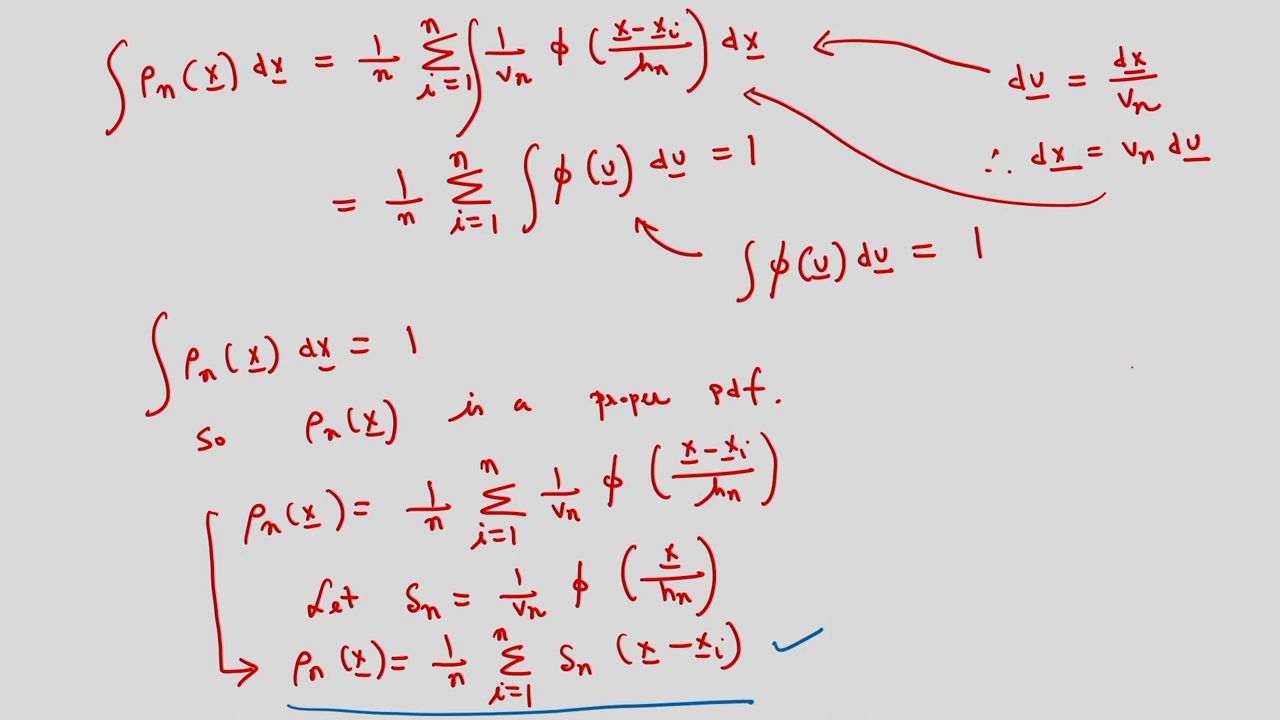 ∫ Pn(x) dx = 1/n Σ_{i=1}^{n} ∫ 1/vn ϕ((x - xi)/hn) dx
du = dx/vn
∴ dx = vn du
= 1/n Σ_{i=1}^{n} ∫ ϕ(u) du = 1
∫ ϕ(u) du = 1
∫ Pn(x) dx = 1
So Pn(x) is a proper pdf.
Pn(x) = 1/n Σ_{i=1}^{n} 1/vn ϕ((x - xi)/hn)
Let Sn = 1/vn ϕ(x/hn)
Pn(x) = 1/n Σ_{i=1}^{n} Sn (x - xi)